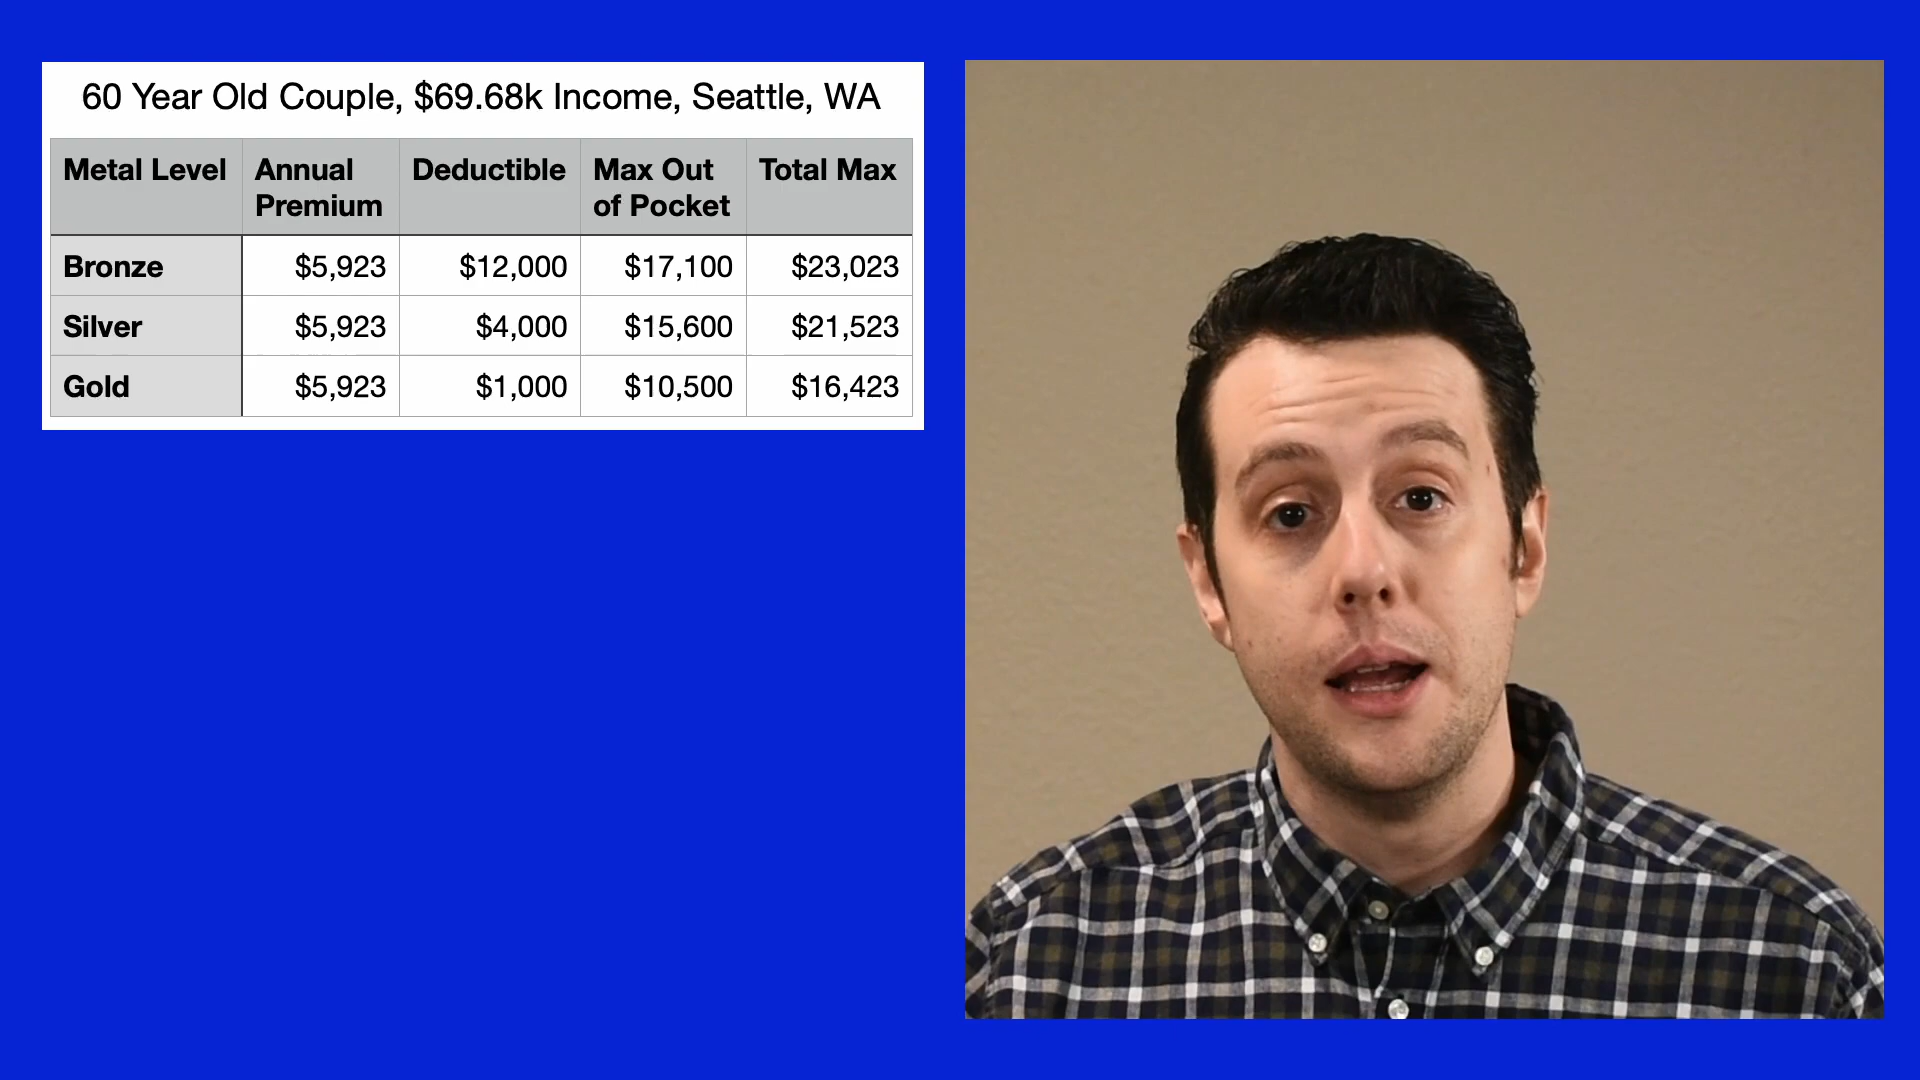 60 Year Old Couple, $69.68k Income, Seattle, WA
Metal Level Annual Premium Deductible Max Out of Pocket Total Max
Bronze $5,923 $12,000 $17,100 $23,023
Silver $5,923 $4,000 $15,600 $21,523
Gold $5,923 $1,000 $10,500 $16,423